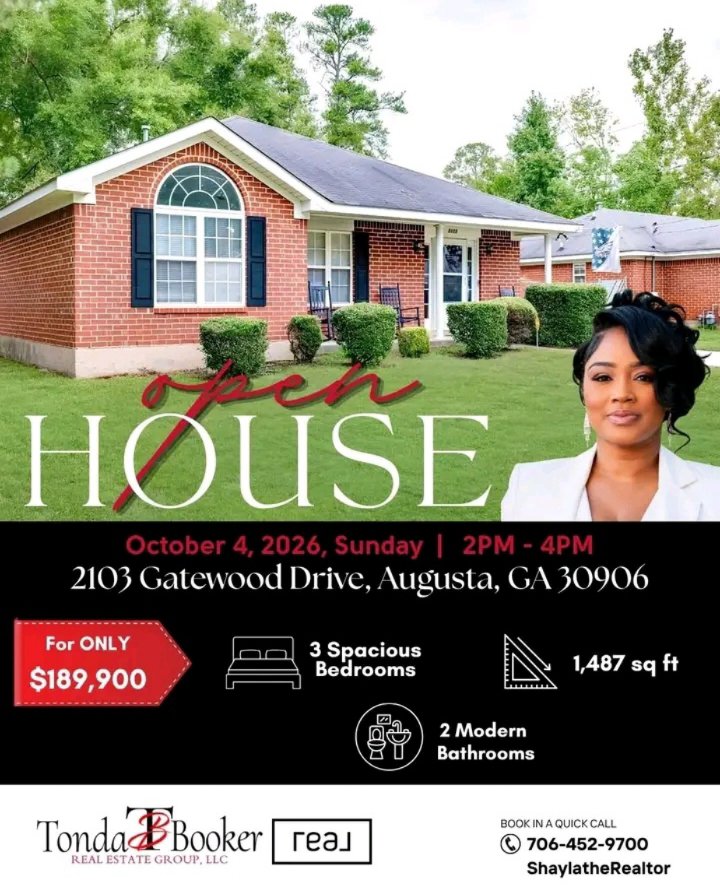 open
HOUSE
October 4, 2026, Sunday | 2PM - 4PM
2103 Gatewood Drive, Augusta, GA 30906
For ONLY
$189,900
3 Spacious
Bedrooms
1,487 sq ft
2 Modern
Bathrooms
TB
Tonda Booker
REAL ESTATE GROUP, LLC
real
BOOK IN A QUICK CALL
706-452-9700
ShaylatheRealtor